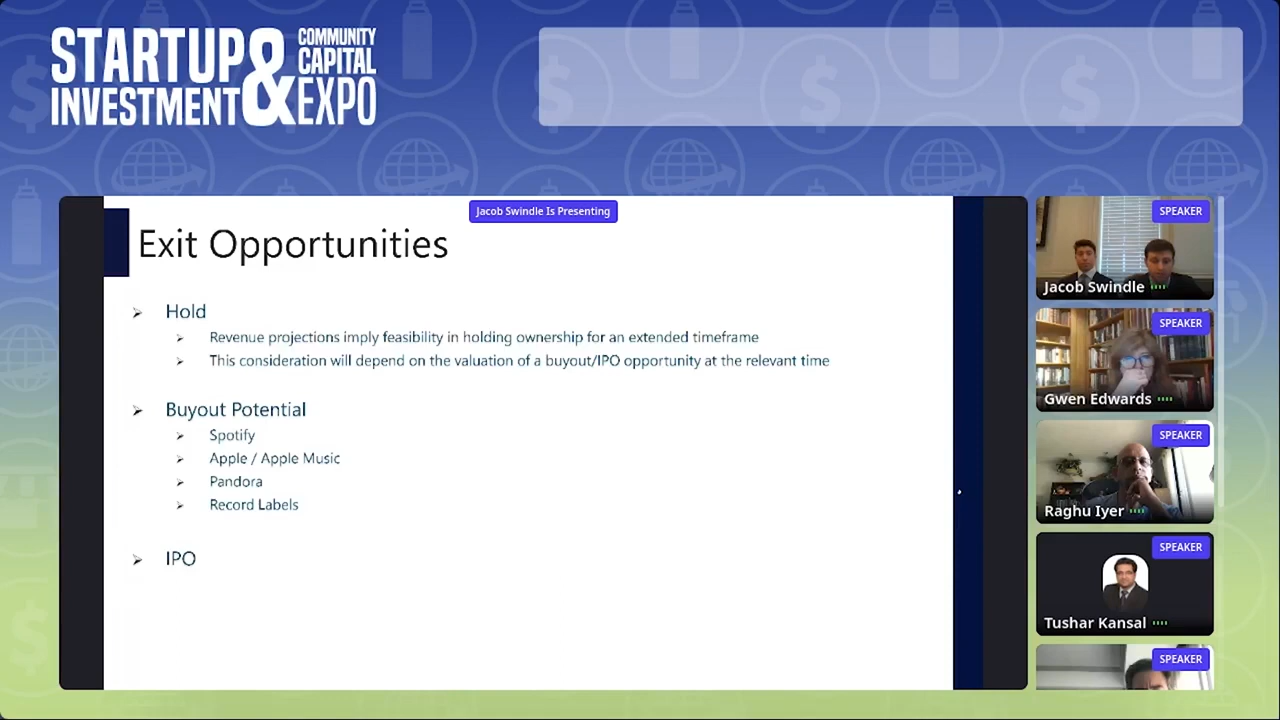 STARTUP & COMMUNITY
CAPITAL
INVESTMENT EXPO
Jacob Swindle Is Presenting
Exit Opportunities
Hold
Revenue projections imply feasibility in holding ownership for an extended timeframe
This consideration will depend on the valuation of a buyout/IPO opportunity at the relevant time
Buyout Potential
Spotify
Apple / Apple Music
Pandora
Record Labels
IPO
SPEAKER
Jacob Swindle
SPEAKER
Gwen Edwards
SPEAKER
Raghu Iyer
SPEAKER
Tushar Kansal
SPEAKER